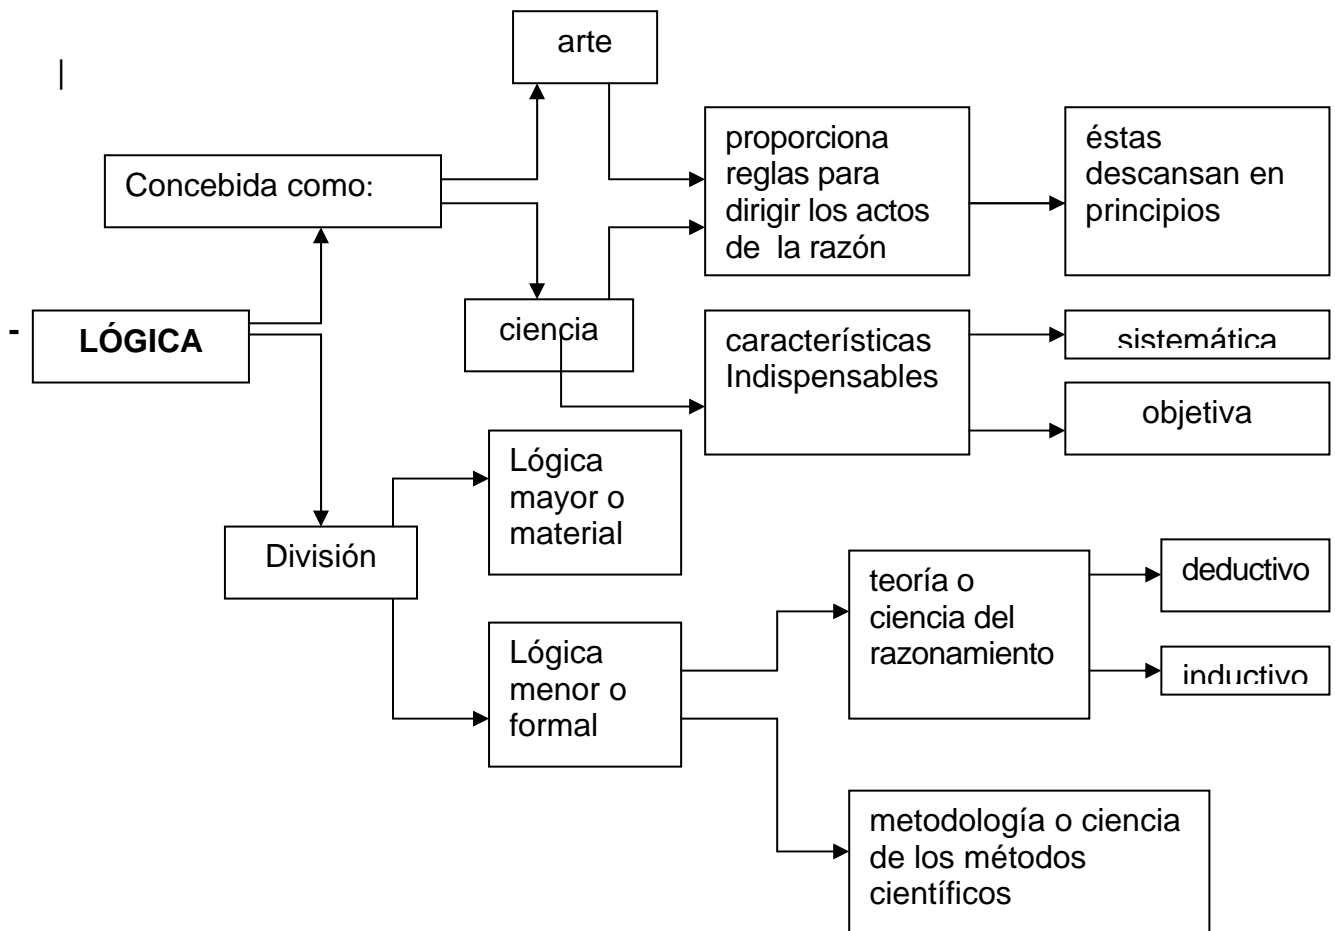 arte
|
proporciona
reglas para
dirigir los actos
de la razón
éstas
descansan en
principios
Concebida como:
- LÓGICA
ciencia
características
Indispensables
sistemática
objetiva
Lógica
mayor o
material
División
teoría o
ciencia del
razonamiento
deductivo
inductivo
Lógica
menor o
formal
metodología o ciencia
de los métodos
científicos